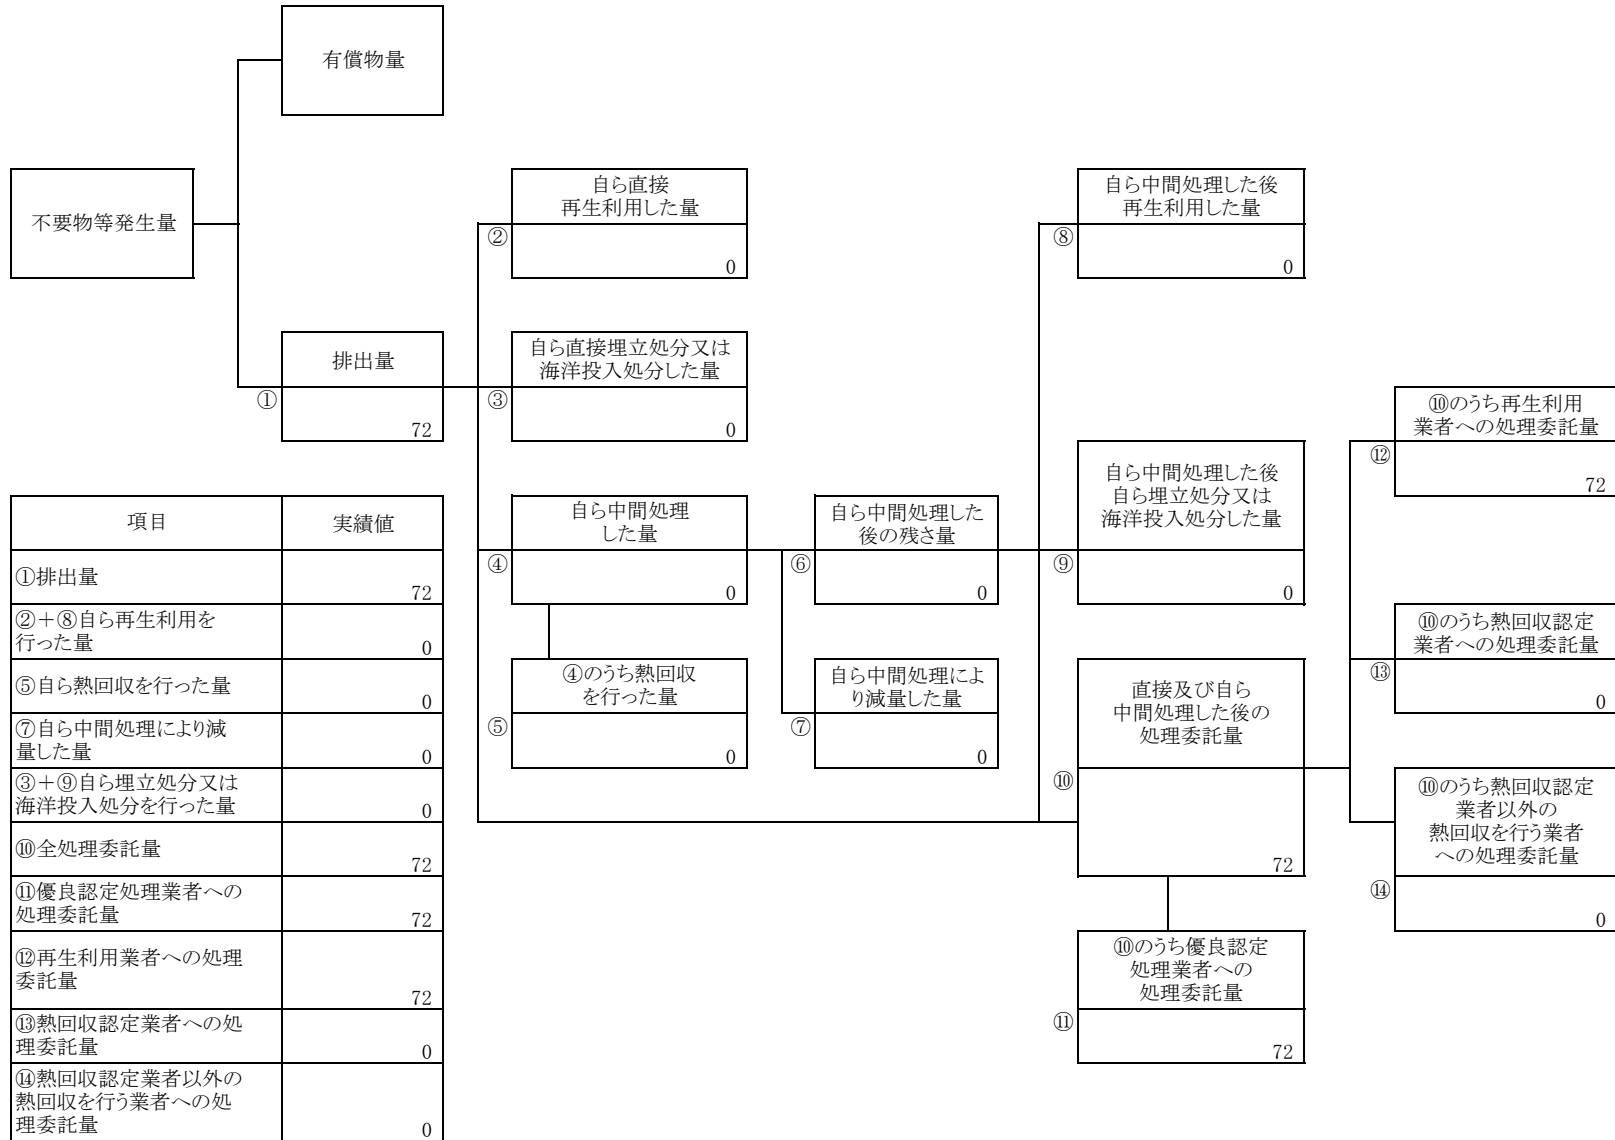 有償物量
不要物等発生量
自ら直接
再生利用した量
②
0
自ら中間処理した後
再生利用した量
⑧
0
排出量
①
72
自ら直接埋立処分又は
海洋投入処分した量
③
0
⑩のうち再生利用
業者への処理委託量
⑫
72
自ら中間処理
した量
④
0
自ら中間処理した
後の残さ量
⑥
0
自ら中間処理した後
自ら埋立処分又は
海洋投入処分した量
⑨
0
⑩のうち熱回収認定
業者への処理委託量
⑬
0
④のうち熱回収
を行った量
⑤
0
自ら中間処理によ
り減量した量
⑦
0
直接及び自ら
中間処理した後の
処理委託量
⑩
72
⑩のうち熱回収認定
業者以外の
熱回収を行う業者
への処理委託量
⑭
0
⑩のうち優良認定
処理業者への
処理委託量
⑪
72
項目 実績値
①排出量
72
②+⑧自ら再生利用を
行った量
0
⑤自ら熱回収を行った量
0
⑦自ら中間処理により減
量した量
0
③+⑨自ら埋立処分又は
海洋投入処分を行った量
0
⑩全処理委託量
72
⑪優良認定処理業者への
処理委託量
72
⑫再生利用業者への処理
委託量
72
⑬熱回収認定業者への処
理委託量
0
⑭熱回収認定業者以外の
熱回収を行う業者への処
理委託量
0